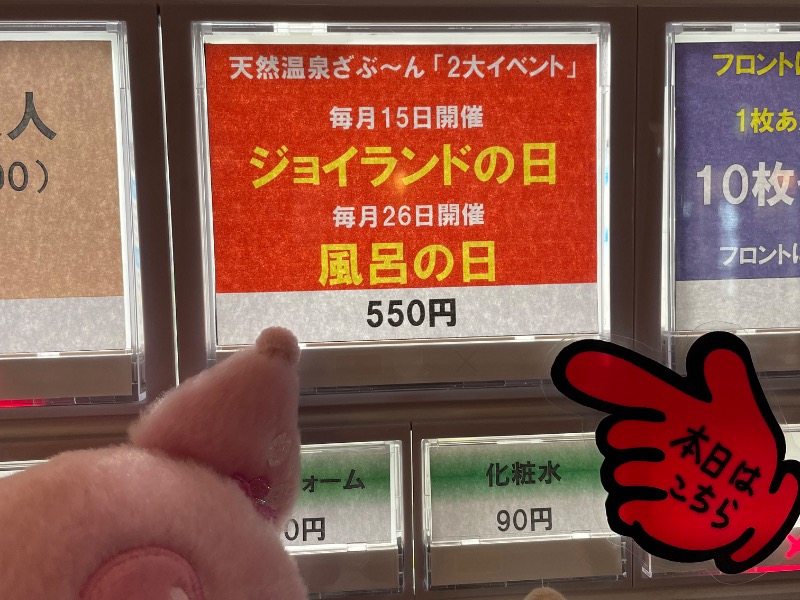 天然温泉ざぶ～ん「2大イベント」
毎月15日開催
ジョイランドの日
毎月26日開催
風呂の日
550円
人
00）
フロント
1枚あ
10枚
フロント
ォーム
0円
化粧水
90円
本日は
こちら